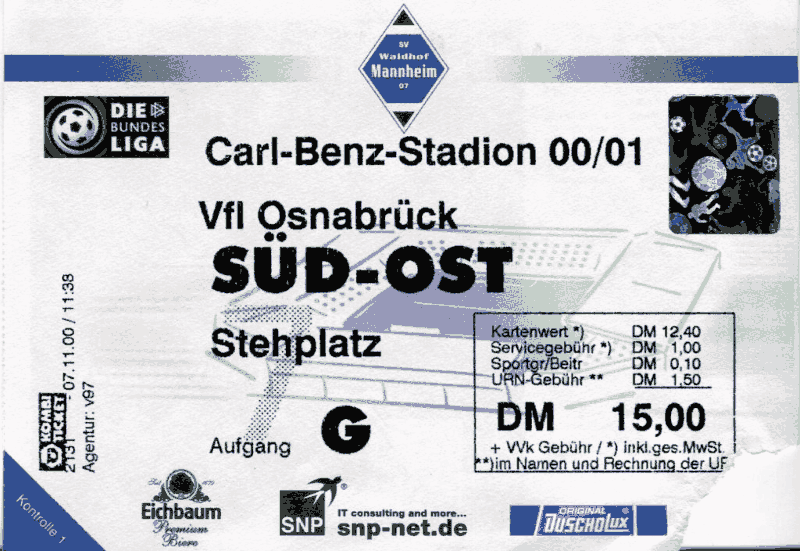 SV
Waldhof
Mannheim
07
DIE
BUNDES
LIGA
Carl-Benz-Stadion 00/01
Vfl Osnabrück
SÜD-OST
Stehplatz
Kartenwert *) DM 12,40
Servicegebühr *) DM 1,00
Sportgr/Beitr DM 0,10
URN-Gebühr ** DM 1,50
DM 15,00
+ VVk Gebühr / *) inkl.ges.MwSt.
**)im Namen und Rechnung der UR
Aufgang G
KOMBI
TICKET
2131 - 07.11.00 / 11:38
Agentur: v97
Kontrolle 1
Eichbaum
Premium
Biere
SNP
IT consulting and more...
snp-net.de
ORIGINAL
DUSCHOLUX